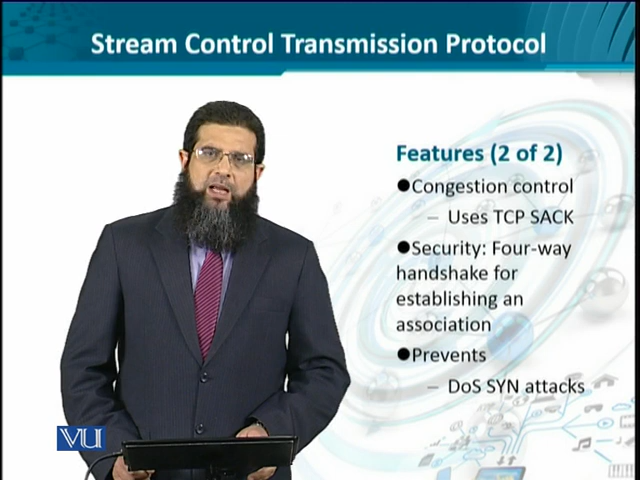 Stream Control Transmission Protocol
Features (2 of 2)
●Congestion control
– Uses TCP SACK
●Security: Four-way
handshake for
establishing an
association
●Prevents
– DoS SYN attacks
VU